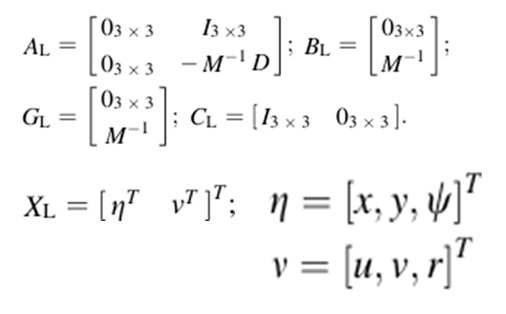 A_L = [ 0_{3×3} I_{3×3} ; 0_{3×3} −M^{−1}D ]; B_L = [ 0_{3×3} ; M^{−1} ];
G_L = [ 0_{3×3} ; M^{−1} ]; C_L = [I_{3×3} 0_{3×3}].
X_L = [η^T ν^T]^T; η = [x, y, ψ]^T
ν = [u, v, r]^T